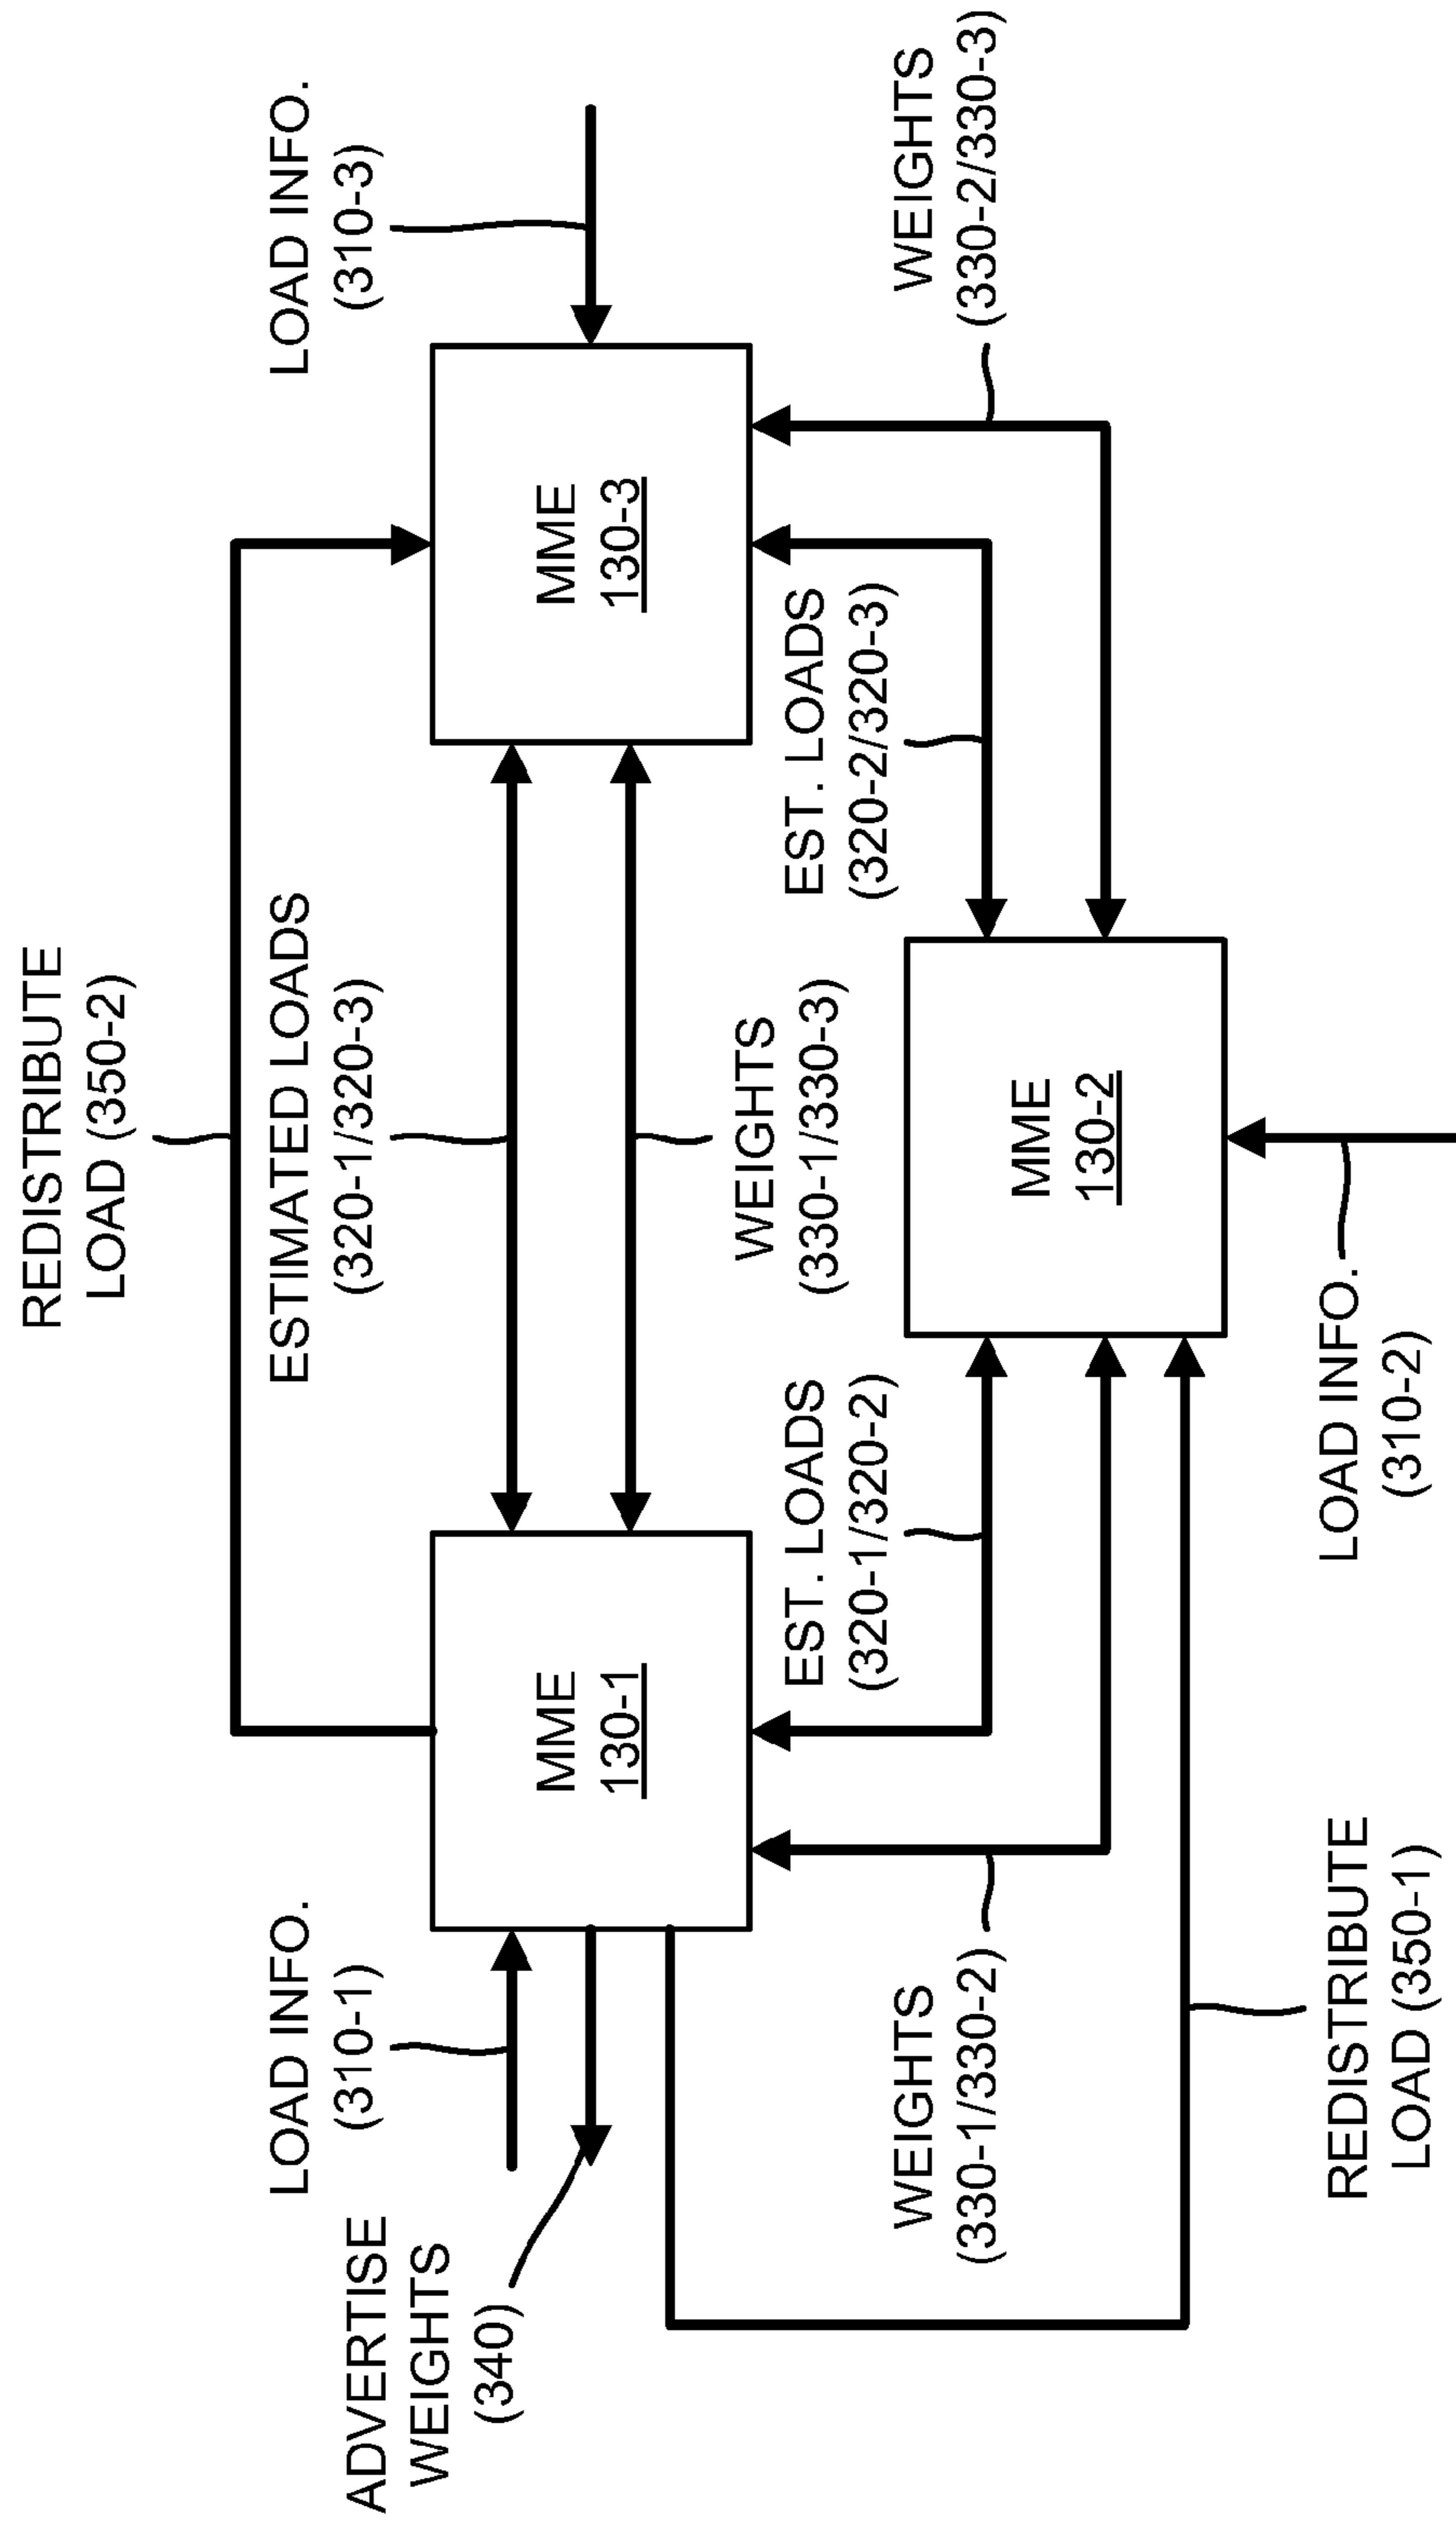 REDISTRIBUTE
LOAD (350-2)
LOAD INFO.
(310-1)
ESTIMATED LOADS
(320-1/320-3)
LOAD INFO.
(310-3)
ADVERTISE
WEIGHTS
(340)
MME
130-1
MME
130-3
WEIGHTS
(330-1/330-3)
EST. LOADS
(320-1/320-2)
EST. LOADS
(320-2/320-3)
WEIGHTS
(330-1/330-2)
WEIGHTS
(330-2/330-3)
MME
130-2
REDISTRIBUTE
LOAD (350-1)
LOAD INFO.
(310-2)